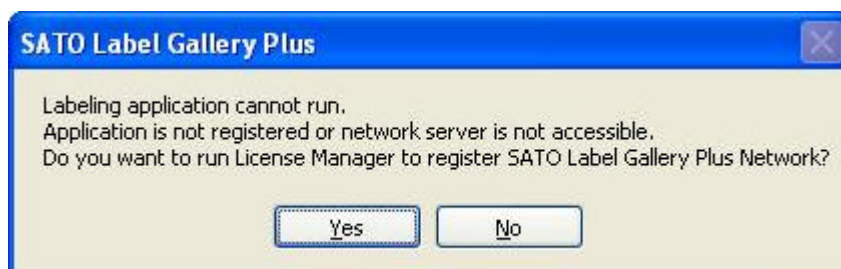 SATO Label Gallery Plus
Labeling application cannot run.
Application is not registered or network server is not accessible.
Do you want to run License Manager to register SATO Label Gallery Plus Network?
Yes No